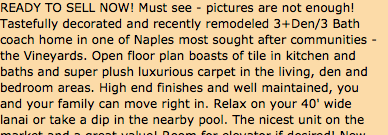 READY TO SELL NOW! Must see - pictures are not enough!
Tastefully decorated and recently remodeled 3+Den/3 Bath
coach home in one of Naples most sought after communities -
the Vineyards. Open floor plan boasts of tile in kitchen and
baths and super plush luxurious carpet in the living, den and
bedroom areas. High end finishes and well maintained, you
and your family can move right in. Relax on your 40' wide
lanai or take a dip in the nearby pool. The nicest unit on the
market and a great value! Room for elevator if desired! Now